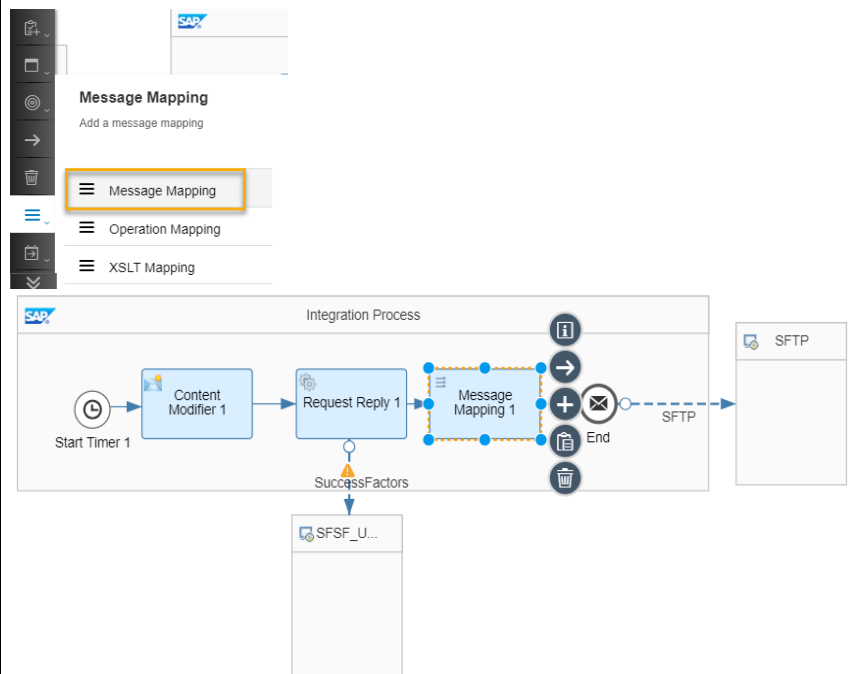 SAP
Message Mapping
Add a message mapping
Message Mapping
Operation Mapping
XSLT Mapping
SAP
Integration Process
SFTP
Content
Modifier 1
Request Reply 1
Message
Mapping 1
Start Timer 1
End
SFTP
SuccessFactors
SFSF_U...